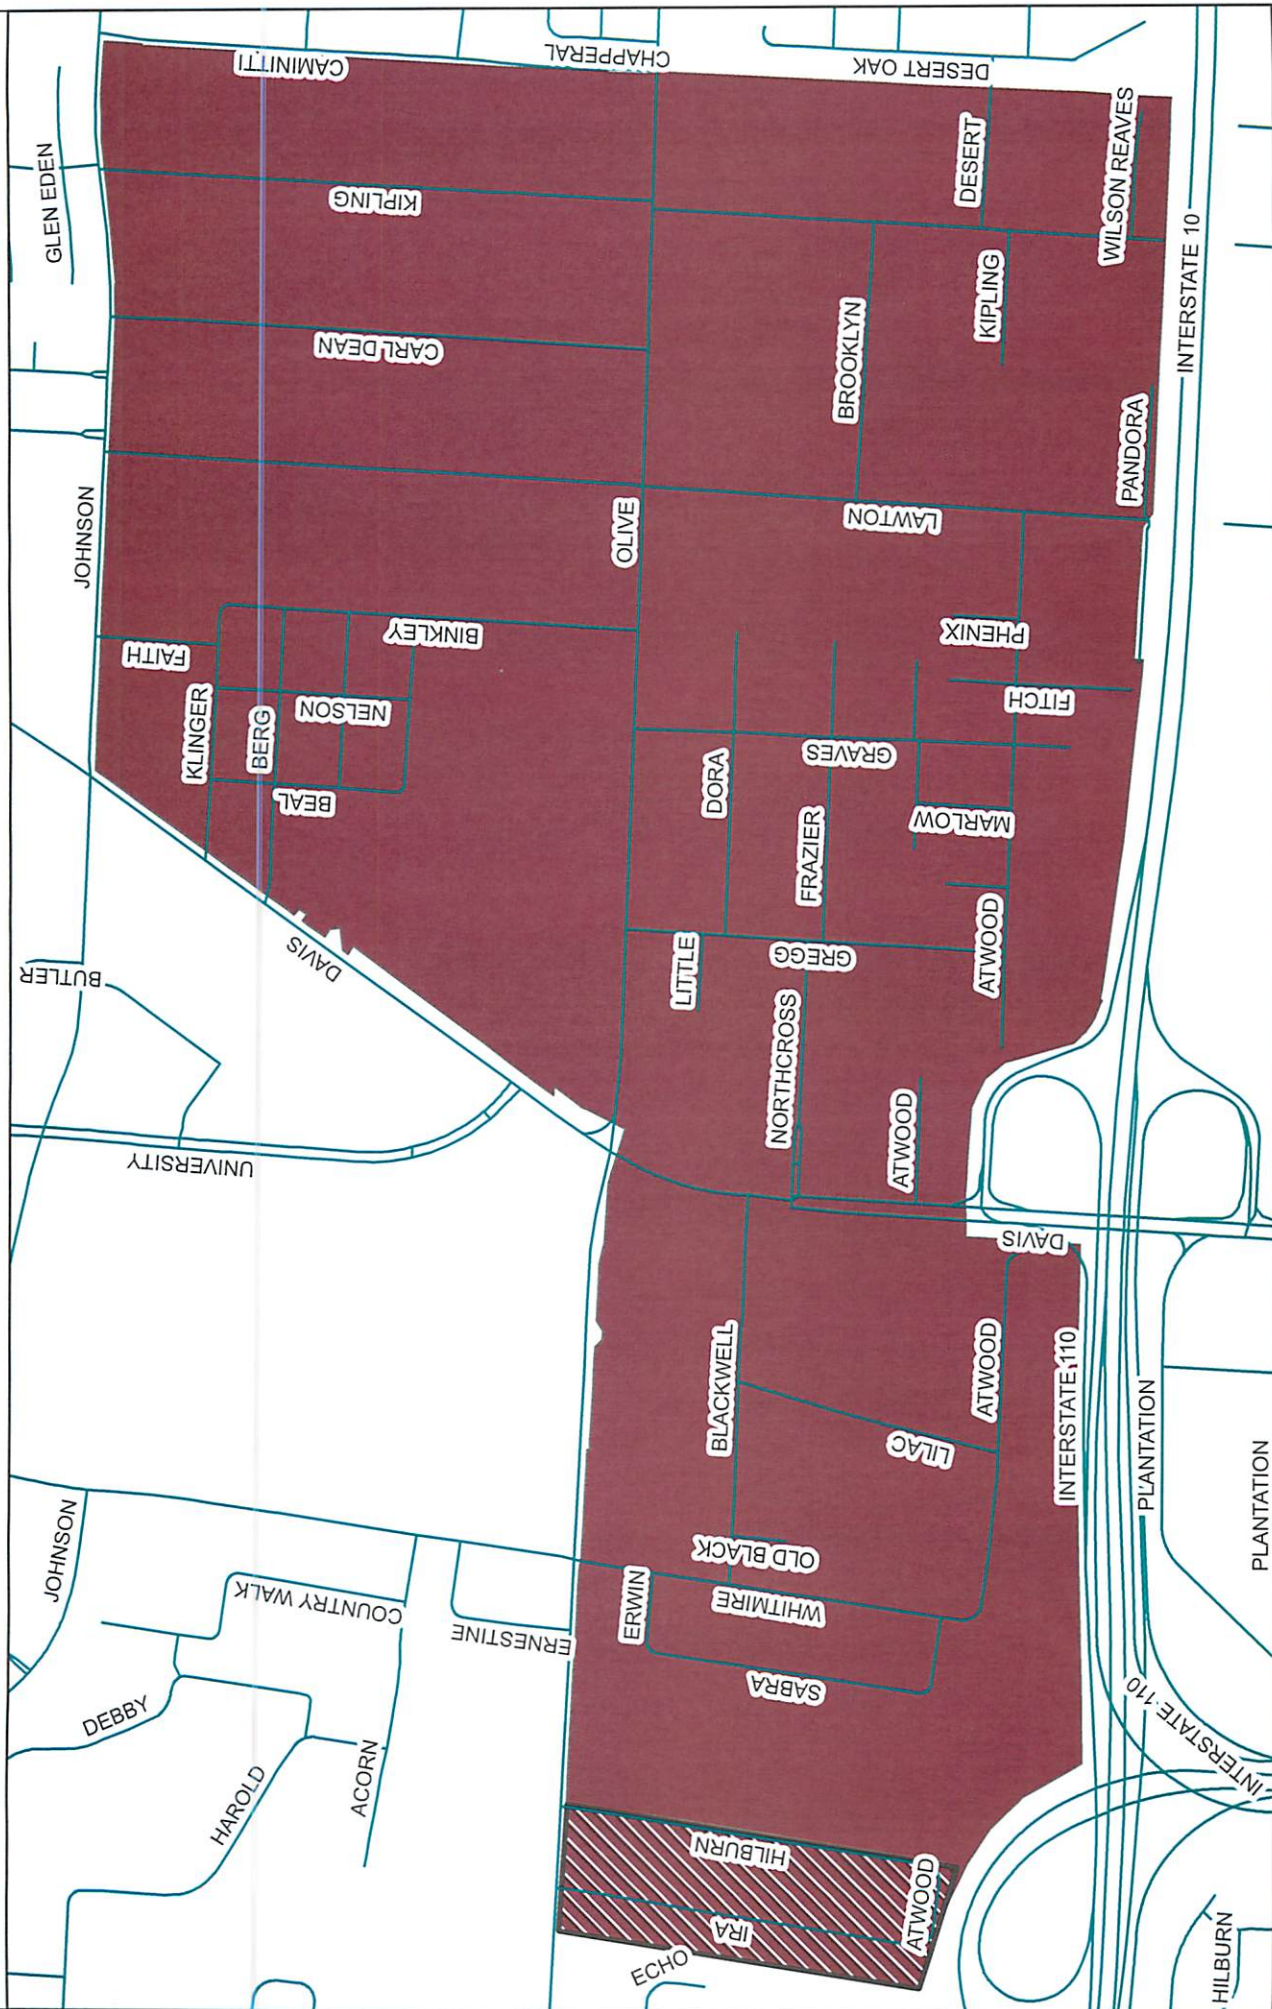 CAMINITTI
CHAPPERAL
DESERT OAK
GLEN EDEN
KIPLING
DESERT
WILSON REAVES
CARL DEAN
BROOKLYN
KIPLING
INTERSTATE 10
JOHNSON
OLIVE
LAWTON
PANDORA
FAITH
BINKLEY
PHENIX
KLINGER
BERG
NELSON
FITCH
BEAL
DORA
GRAVES
FRAZIER
MARLOW
BUTLER
DAVIS
LITTLE
GREGG
ATWOOD
NORTHCROSS
UNIVERSITY
ATWOOD
DAVIS
BLACKWELL
ATWOOD
INTERSTATE 110
PLANTATION
LILAC
PLANTATION
JOHNSON
COUNTRY WALK
ERNESTINE
ERWIN
OLD BLACK
WHITMIRE
SABRA
DEBBY
HAROLD
ACORN
INTERSTATE 110
HILBURN
IRA
ATWOOD
ECHO
HILBURN